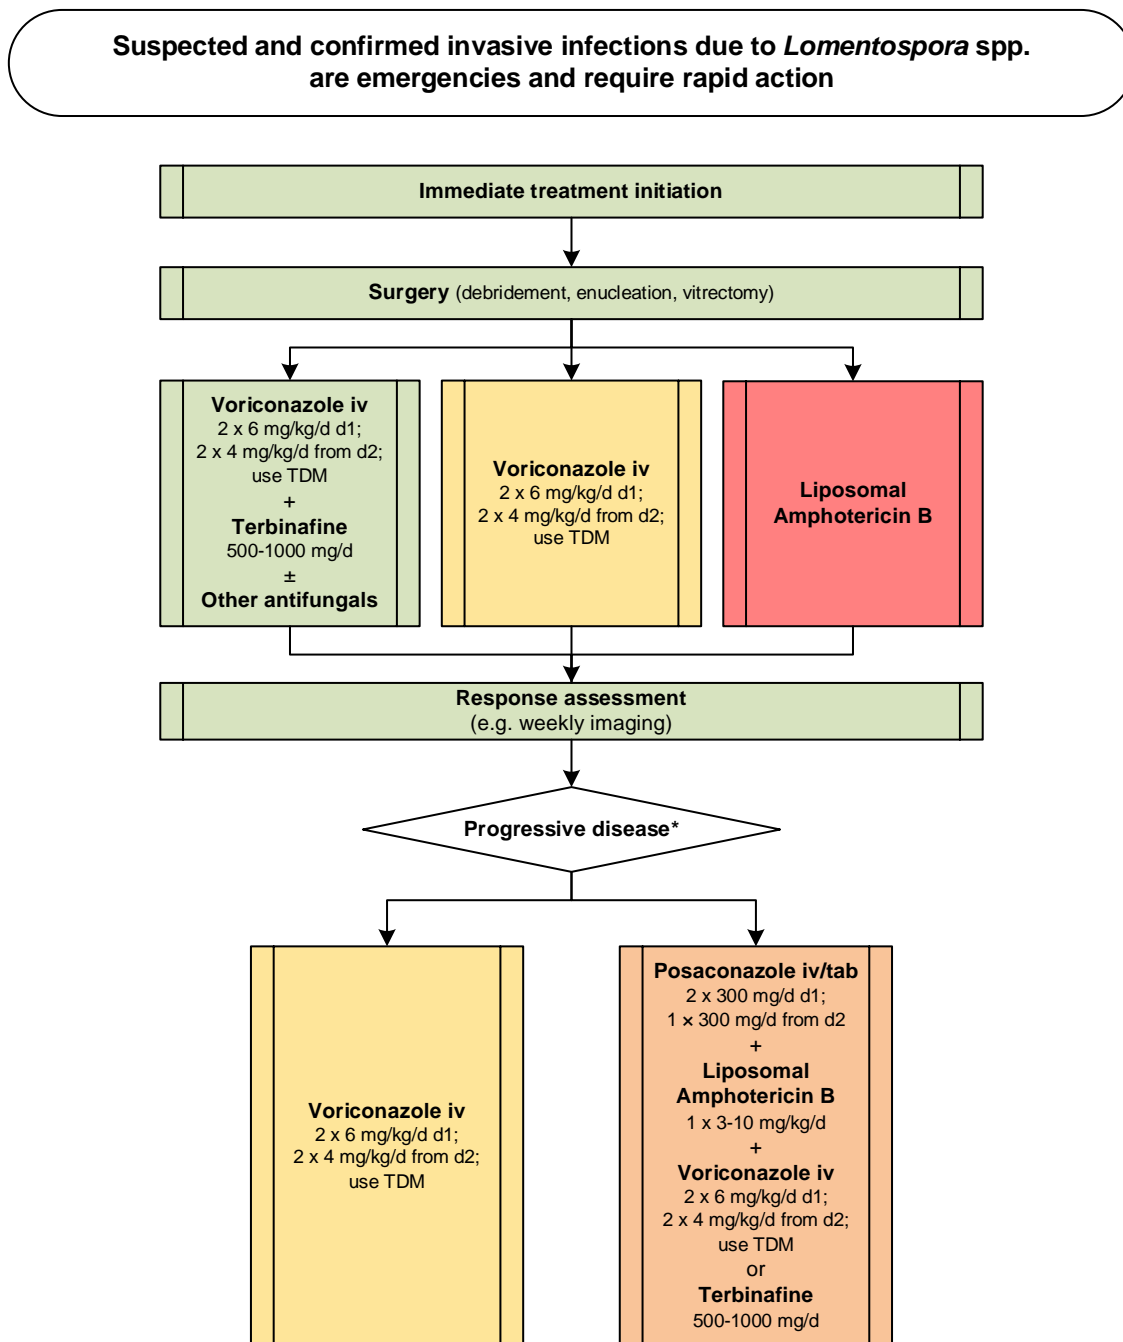 Suspected and confirmed invasive infections due to Lomentospora spp.
are emergencies and require rapid action
Immediate treatment initiation
Surgery (debridement, enucleation, vitrectomy)
Voriconazole iv
2 x 6 mg/kg/d d1;
2 x 4 mg/kg/d from d2;
use TDM
+
Terbinafine
500-1000 mg/d
±
Other antifungals
Voriconazole iv
2 x 6 mg/kg/d d1;
2 x 4 mg/kg/d from d2;
use TDM
Liposomal
Amphotericin B
Response assessment
(e.g. weekly imaging)
Progressive disease*
Voriconazole iv
2 x 6 mg/kg/d d1;
2 x 4 mg/kg/d from d2;
use TDM
Posaconazole iv/tab
2 x 300 mg/d d1;
1 × 300 mg/d from d2
+
Liposomal
Amphotericin B
1 x 3-10 mg/kg/d
+
Voriconazole iv
2 x 6 mg/kg/d d1;
2 x 4 mg/kg/d from d2;
use TDM
or
Terbinafine
500-1000 mg/d